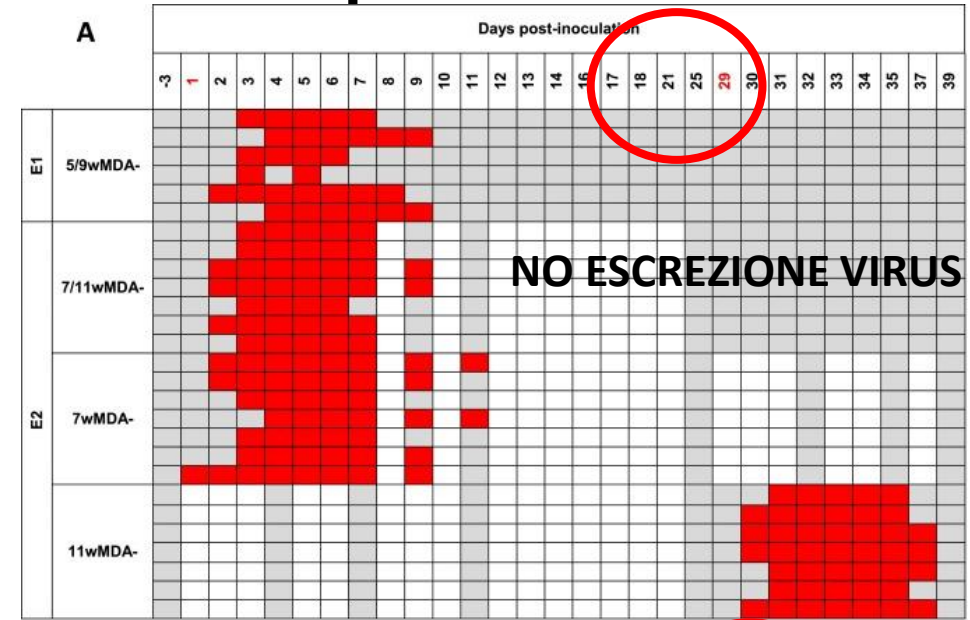 A
Days post-inoculation
-3 1 2 3 4 5 6 7 8 9 10 11 12 13 14 14 16 17 18 21 25 29 30 31 32 33 34 35 37 39
E1
5/9wMDA-
7/11wMDA-
NO ESCREZIONE VIRUS
E2
7wMDA-
11wMDA-